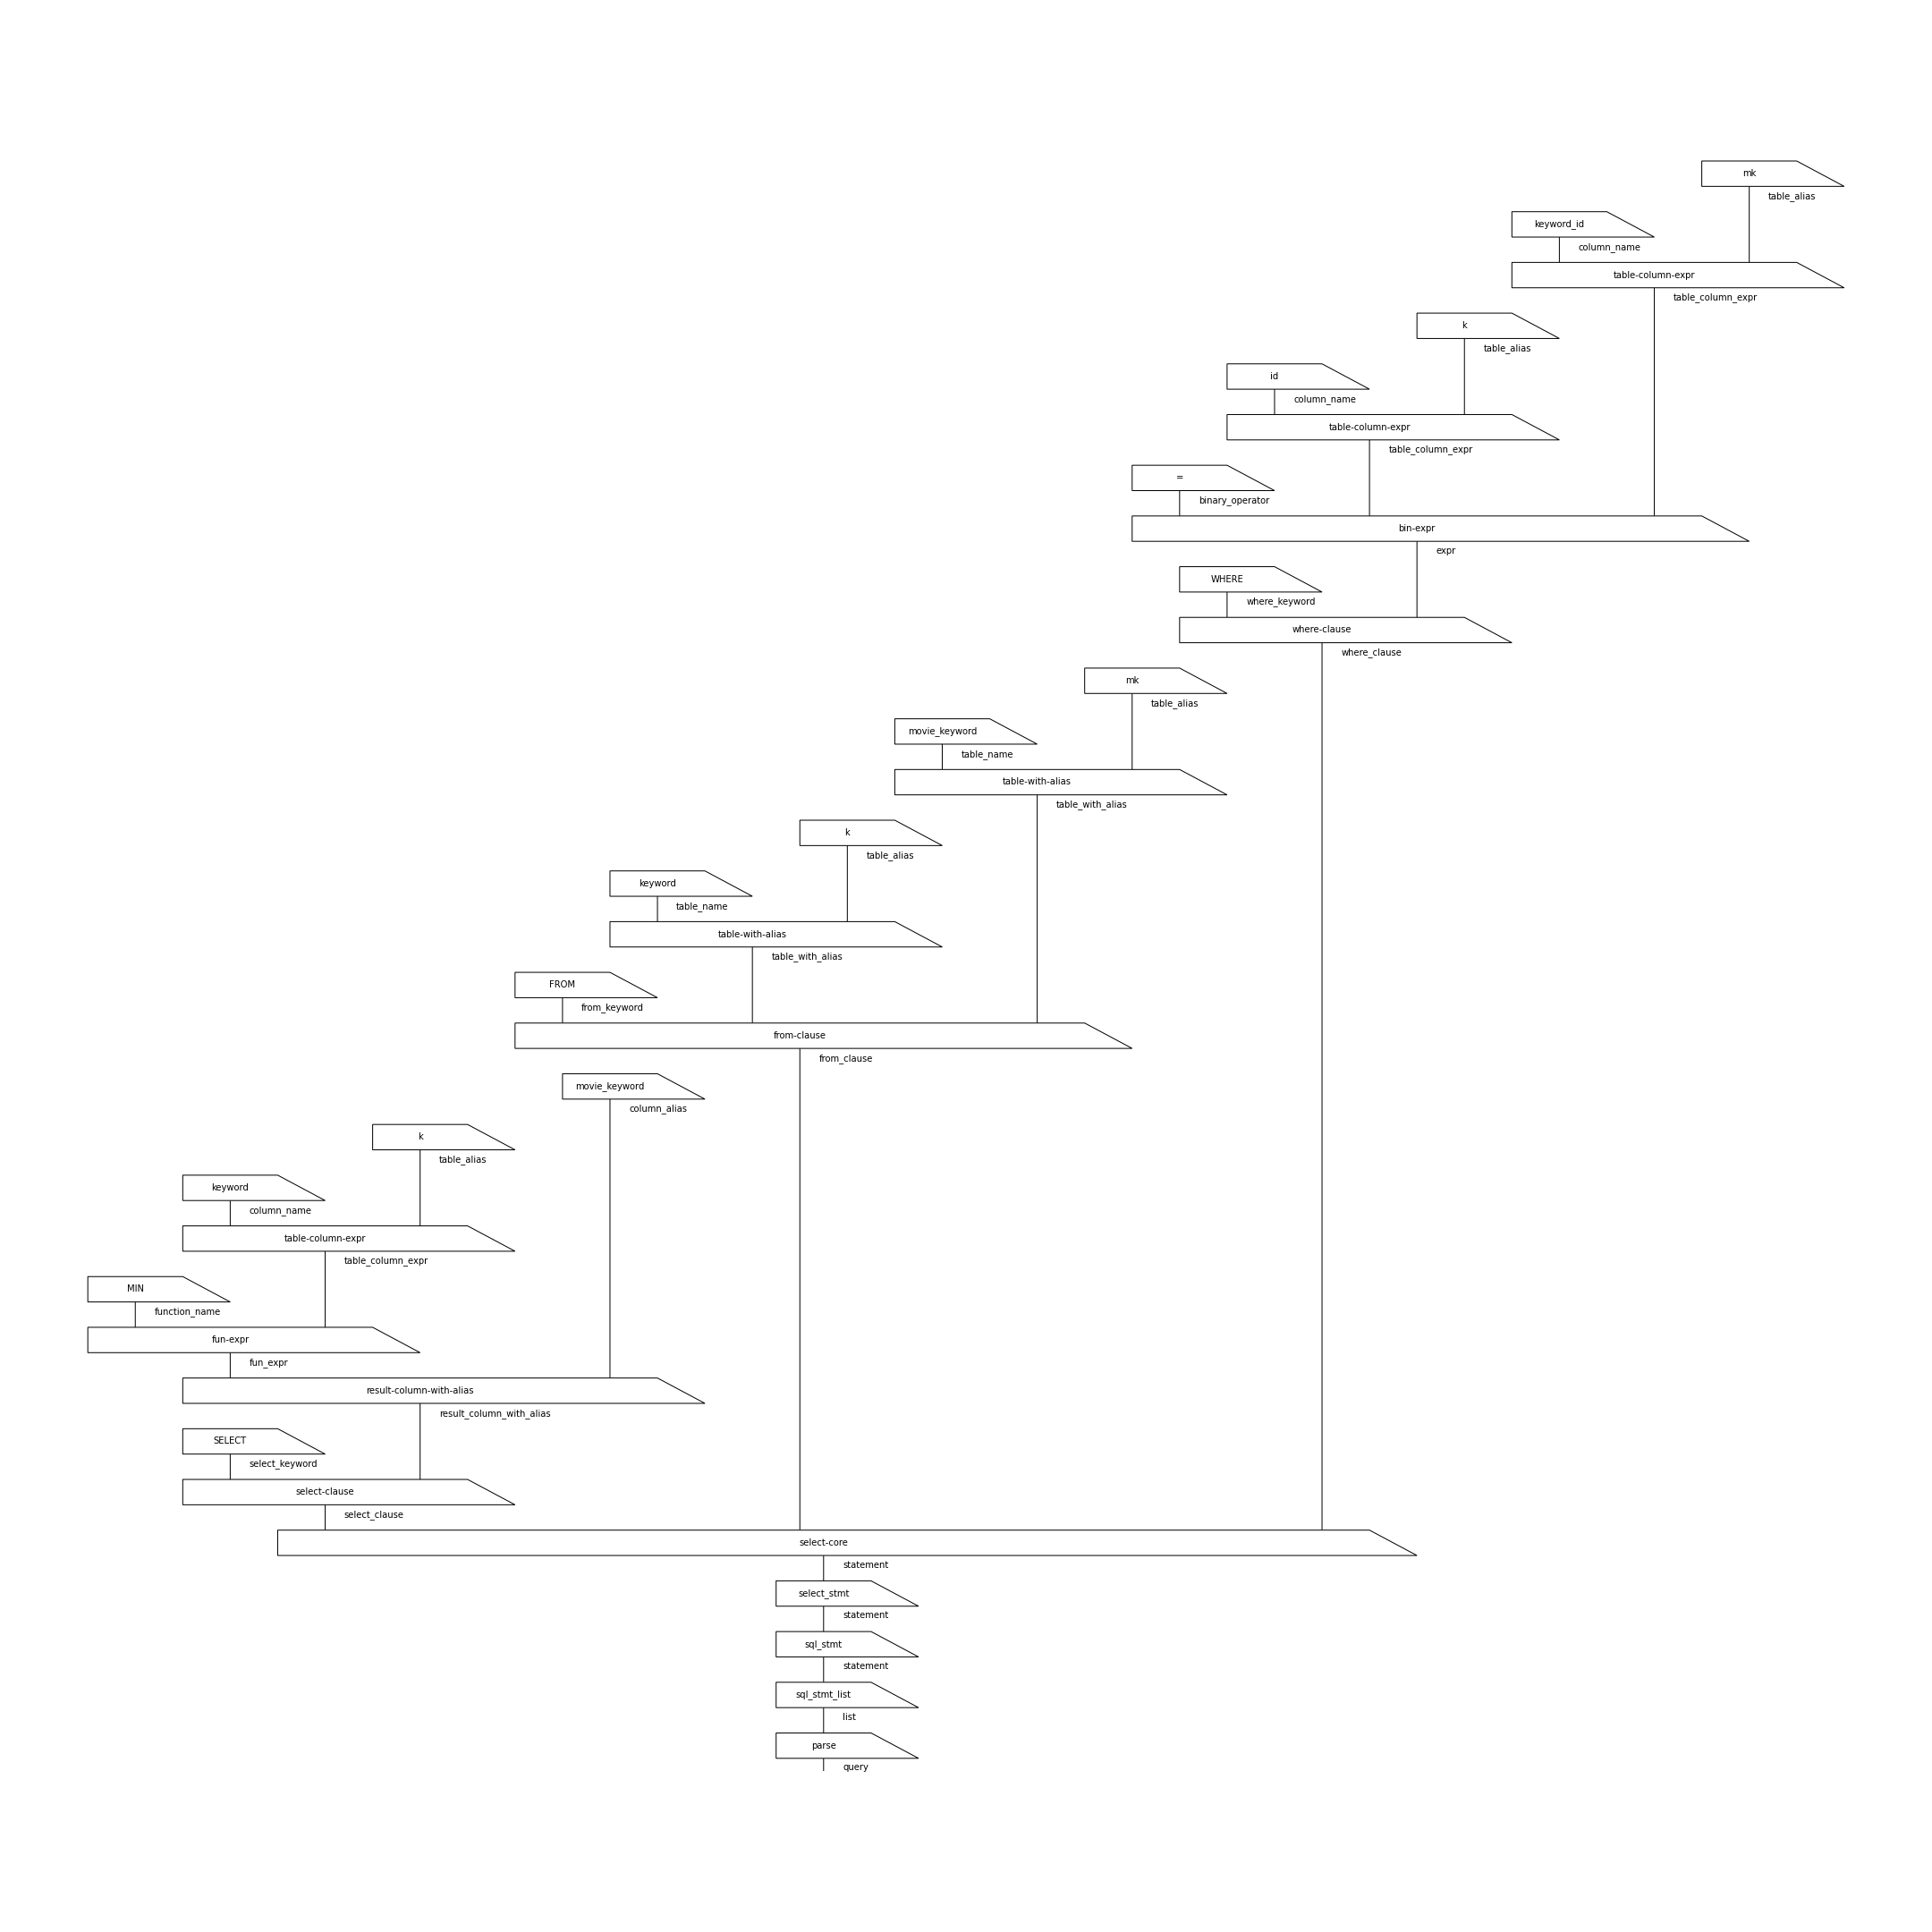 mk
table_alias
keyword_id
column_name
table-column-expr
table_column_expr
k
table_alias
id
column_name
table-column-expr
table_column_expr
=
binary_operator
bin-expr
expr
WHERE
where_keyword
where-clause
where_clause
mk
table_alias
movie_keyword
table_name
table-with-alias
table_with_alias
k
table_alias
keyword
table_name
table-with-alias
table_with_alias
FROM
from_keyword
from-clause
from_clause
movie_keyword
column_alias
k
table_alias
keyword
column_name
table-column-expr
table_column_expr
MIN
function_name
fun-expr
fun_expr
result-column-with-alias
result_column_with_alias
SELECT
select_keyword
select-clause
select_clause
select-core
statement
select_stmt
statement
sql_stmt
statement
sql_stmt_list
list
parse
query